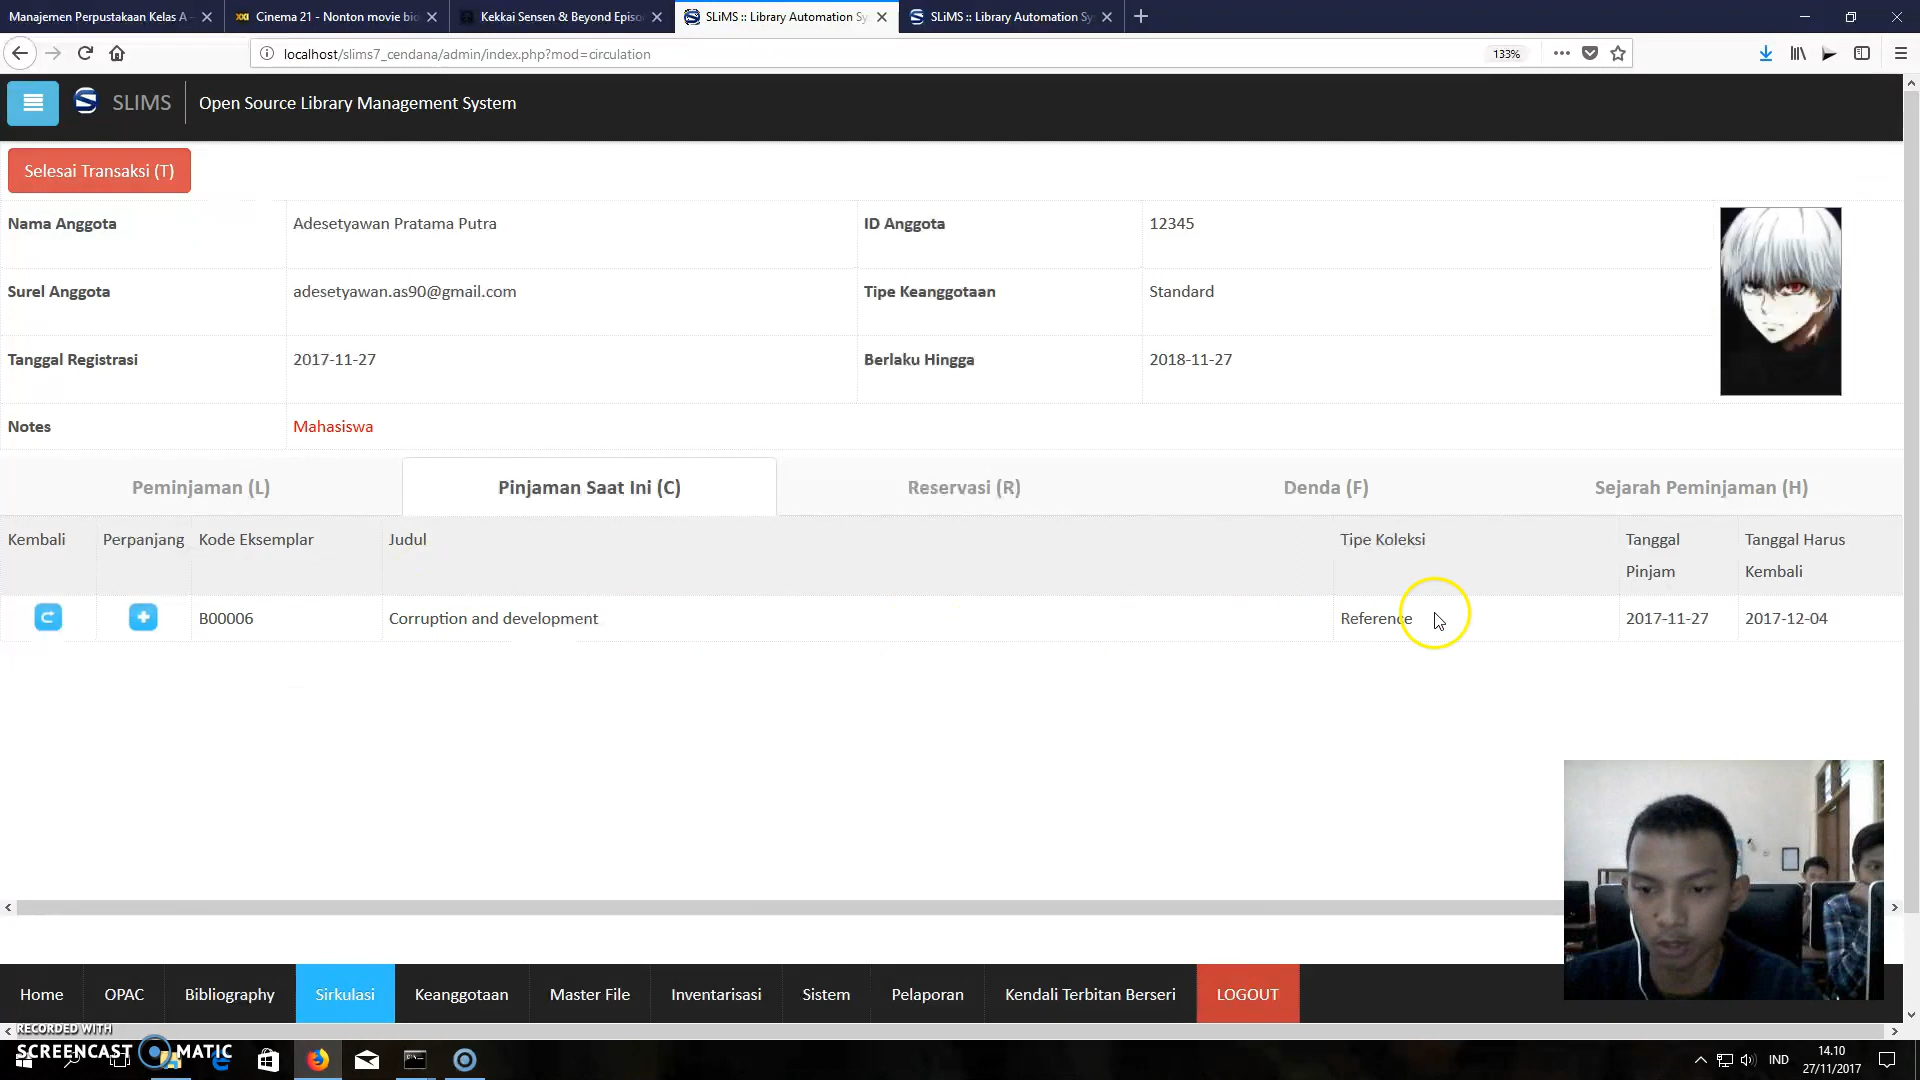 Manajemen Perpustakaan Kelas A -
Cinema 21 - Nonton movie bio
Kekkai Sensen & Beyond Episo
SLiMS :: Library Automation Sy
SLiMS :: Library Automation Sy
localhost/slims7_cendana/admin/index.php?mod=circulation
133%
SLIMS
Open Source Library Management System
Selesai Transaksi (T)
Nama Anggota
Adesetyawan Pratama Putra
ID Anggota
12345
Surel Anggota
adesetyawan.as90@gmail.com
Tipe Keanggotaan
Standard
Tanggal Registrasi
2017-11-27
Berlaku Hingga
2018-11-27
Notes
Mahasiswa
Peminjaman (L)
Pinjaman Saat Ini (C)
Reservasi (R)
Denda (F)
Sejarah Peminjaman (H)
Kembali
Perpanjang
Kode Eksemplar
Judul
Tipe Koleksi
Tanggal
Pinjam
Tanggal Harus
Kembali
B00006
Corruption and development
Reference
2017-11-27
2017-12-04
Home
OPAC
Bibliography
Sirkulasi
Keanggotaan
Master File
Inventarisasi
Sistem
Pelaporan
Kendali Terbitan Berseri
LOGOUT
RECORDED WITH
SCREENCAST MATIC
IND
14.10
27/11/2017